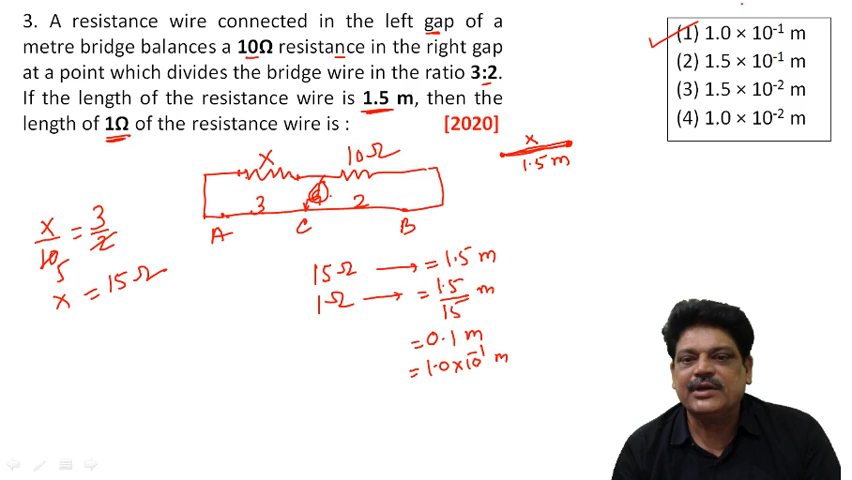 3. A resistance wire connected in the left gap of a
metre bridge balances a 10Ω resistance in the right gap
at a point which divides the bridge wire in the ratio 3:2.
If the length of the resistance wire is 1.5 m, then the
length of 1Ω of the resistance wire is : [2020]
(1) 1.0 × 10⁻¹ m
(2) 1.5 × 10⁻¹ m
(3) 1.5 × 10⁻² m
(4) 1.0 × 10⁻² m
x
1.5 m
x 10Ω
G
3 2
A C B
x/10 = 3/2
5
x = 15Ω
15Ω → = 1.5 m
1Ω → = 1.5/15 m
= 0.1 m
= 1.0×10⁻¹ m